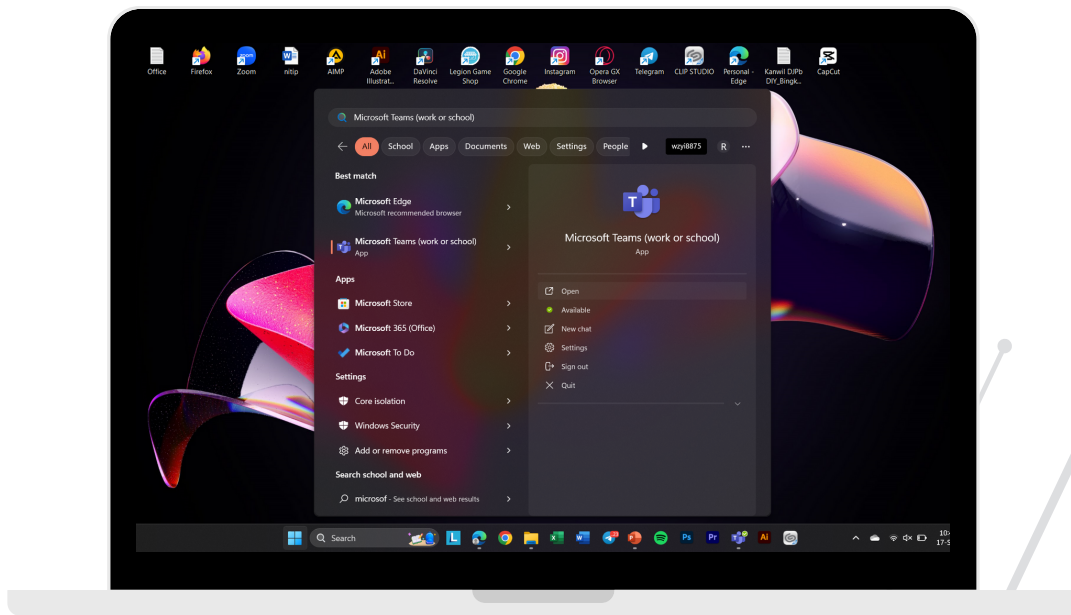 Office
Firefox
Zoom
nitip
AIMP
Adobe
Illustrat...
DaVinci
Resolve
Legion Game
Shop
Google
Chrome
Instagram
Opera GX
Browser
Telegram
CLIP STUDIO
Personal -
Edge
Kanwil DJPb
DIY_Bingk...
CapCut
Microsoft Teams (work or school)
All School Apps Documents Web Settings People wzyi8875 R ...
Best match
Microsoft Edge
Microsoft recommended browser
Microsoft Teams (work or school)
App
Apps
Microsoft Store
Microsoft 365 (Office)
Microsoft To Do
Settings
Core isolation
Windows Security
Add or remove programs
Search school and web
microsof - See school and web results
Microsoft Teams (work or school)
App
Open
Available
New chat
Settings
Sign out
Quit
Search
10:
17-